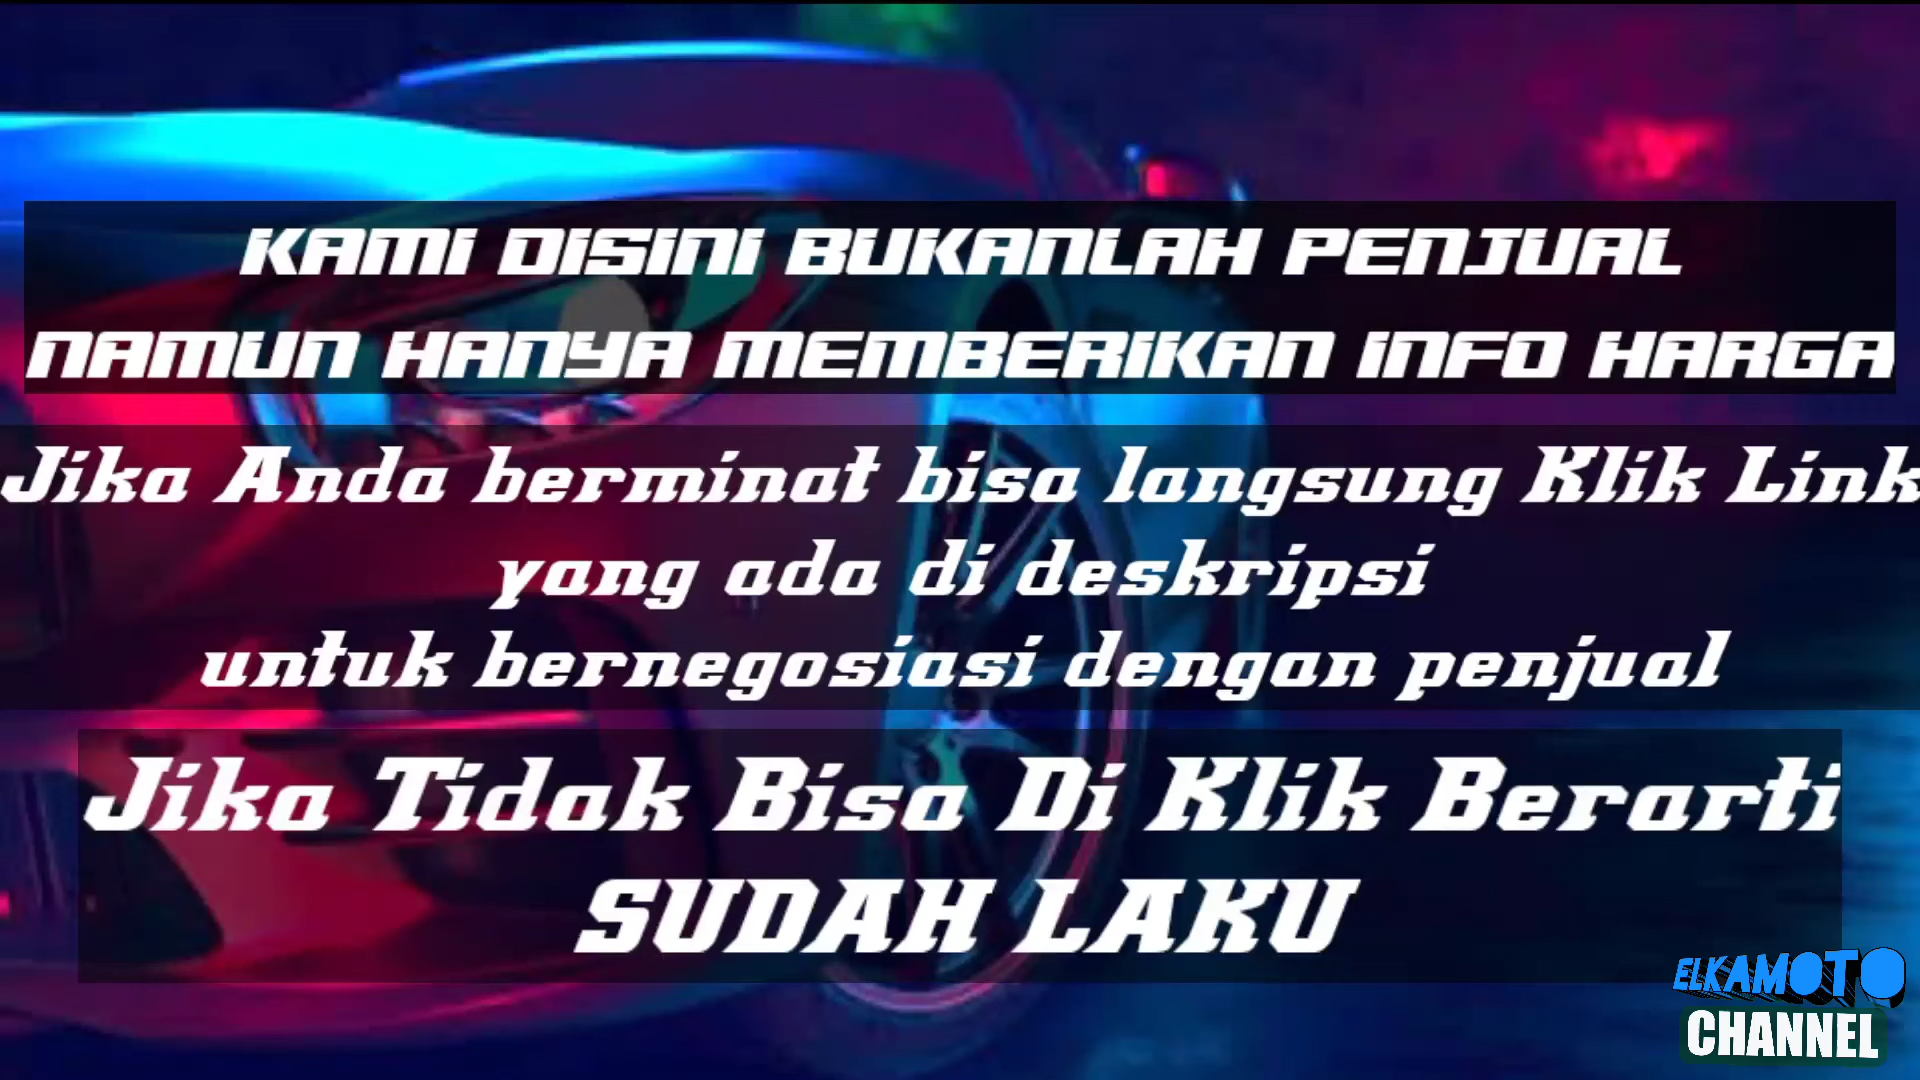 KAMI DISINI BUKANLAH PENJUAL
NAMUN HANYA MEMBERIKAN INFO HARGA
Jika Anda berminat bisa langsung Klik Link
yang ada di deskripsi
untuk bernegosiasi dengan penjual
Jika Tidak Bisa Di Klik Berarti
SUDAH LAKU
ELKAMOTO
CHANNEL